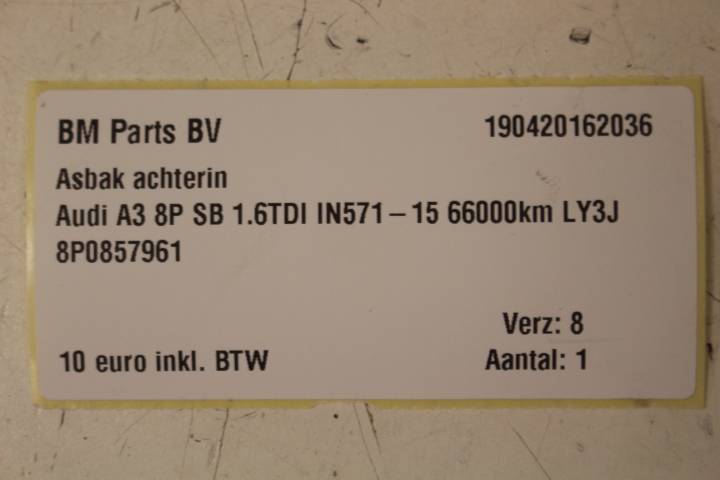 BM Parts BV 190420162036
Asbak achterin
Audi A3 8P SB 1.6TDI IN571-15 66000km LY3J
8P0857961
Verz: 8
10 euro inkl. BTW Aantal: 1